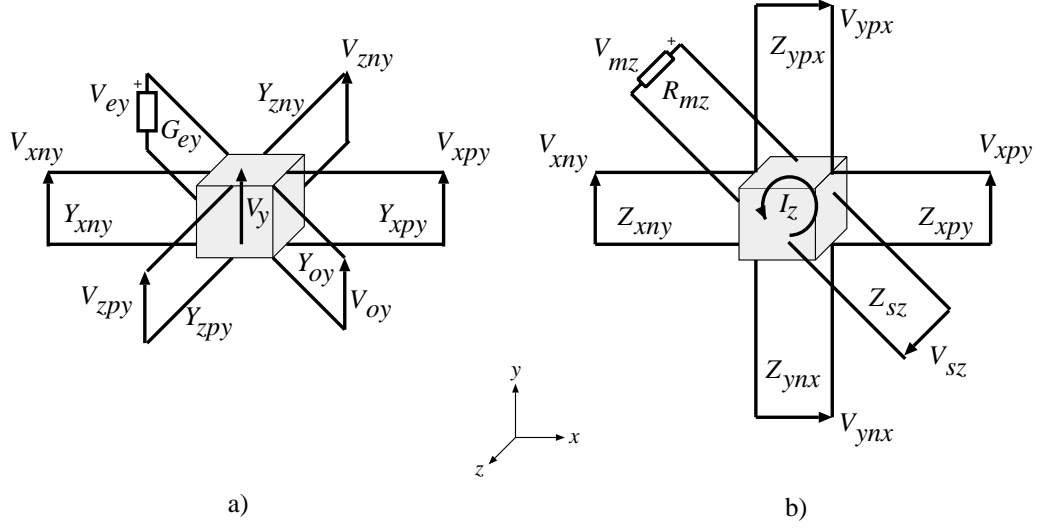 V_zny
V_ey
+
Y_zny
G_ey
V_xny
V_xpy
Y_xny
V_y
Y_xpy
V_zpy
Y_oy
V_oy
Y_zpy
a)
y
x
z
V_ypx
Z_ypx
V_mz
+
R_mz
V_xny
V_xpy
I_z
Z_xny
Z_xpy
Z_sz
V_sz
Z_ynx
V_ynx
b)